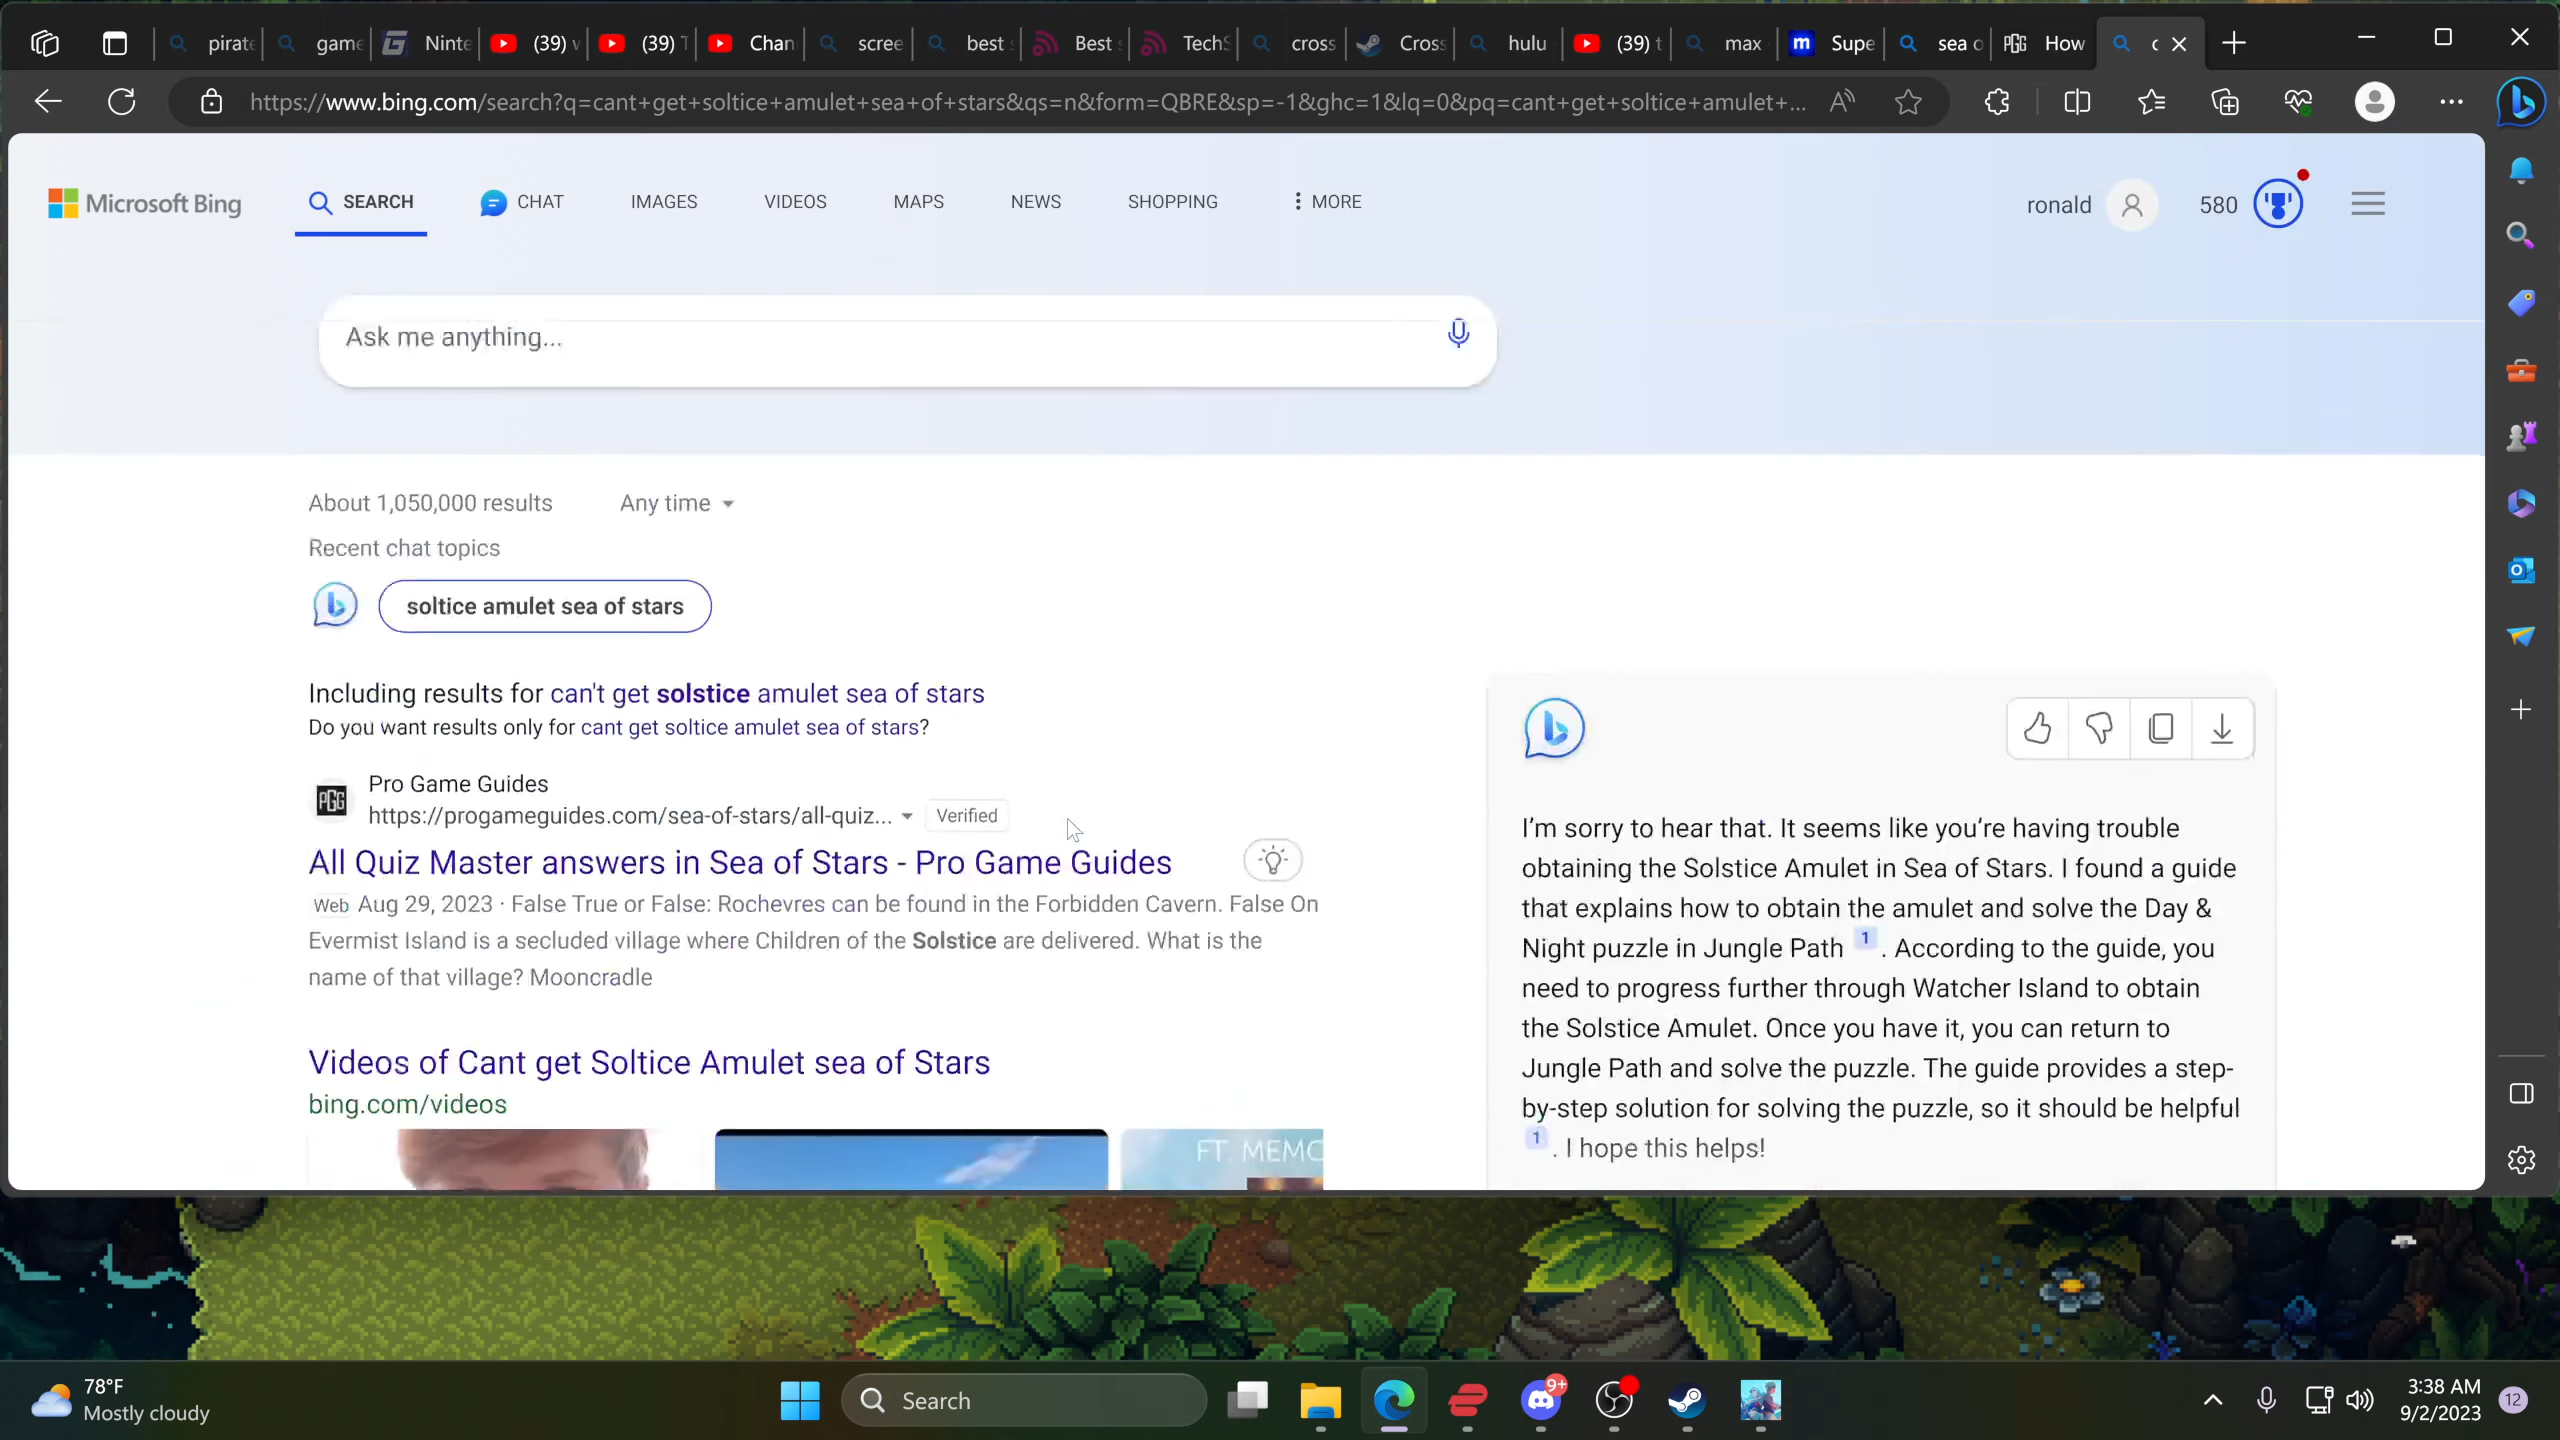 pirate
game
Ninte
(39) v
(39) T
Chan
scree
best
Best
TechS
cross
Cross
hulu
(39) t
max
Supe
sea o
How
c
https://www.bing.com/search?q=cant+get+soltice+amulet+sea+of+stars&qs=n&form=QBRE&sp=-1&ghc=1&lq=0&pq=cant+get+soltice+amulet+...
Microsoft Bing
SEARCH
CHAT
IMAGES
VIDEOS
MAPS
NEWS
SHOPPING
MORE
ronald
580
Ask me anything...
About 1,050,000 results
Any time
Recent chat topics
soltice amulet sea of stars
Including results for can't get solstice amulet sea of stars
Do you want results only for cant get soltice amulet sea of stars?
Pro Game Guides
PGG
https://progameguides.com/sea-of-stars/all-quiz...
Verified
All Quiz Master answers in Sea of Stars - Pro Game Guides
Web Aug 29, 2023 · False True or False: Rochevres can be found in the Forbidden Cavern. False On
Evermist Island is a secluded village where Children of the Solstice are delivered. What is the
name of that village? Mooncradle
Videos of Cant get Soltice Amulet sea of Stars
bing.com/videos
FT. MEMO
I'm sorry to hear that. It seems like you're having trouble
obtaining the Solstice Amulet in Sea of Stars. I found a guide
that explains how to obtain the amulet and solve the Day &
Night puzzle in Jungle Path 1 . According to the guide, you
need to progress further through Watcher Island to obtain
the Solstice Amulet. Once you have it, you can return to
Jungle Path and solve the puzzle. The guide provides a step-
by-step solution for solving the puzzle, so it should be helpful
1 . I hope this helps!
78°F
Mostly cloudy
Search
9+
3:38 AM
9/2/2023
12